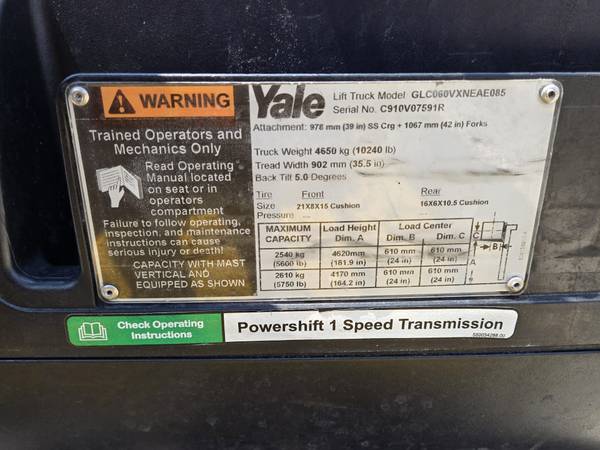 WARNING
Trained Operators and
Mechanics Only
Read Operating
Manual located
on seat or in
operators
compartment
Failure to follow operating,
inspection, and maintenance
instructions can cause
serious injury or death!
CAPACITY WITH MAST
VERTICAL AND
EQUIPPED AS SHOWN
Yale
Lift Truck Model GLC060VXNEAE085
Serial No. C910V07591R
Attachment: 978 mm (39 in) SS Crg + 1067 mm (42 in) Forks
Truck Weight 4650 kg (10240 lb)
Tread Width 902 mm (35.5 in)
Back Tilt 5.0 Degrees
Tire Front Rear
Size 21X8X15 Cushion 16X6X10.5 Cushion
Pressure
MAXIMUM CAPACITY Load Height Dim. A Load Center Dim. B Dim. C
2540 kg 4620mm 610 mm 610 mm
(5600 lb) (181.9 in) (24 in) (24 in)
2610 kg 4170 mm 610 mm 610 mm
(5750 lb) (164.2 in) (24 in) (24 in)
C
B
A
Check Operating
Instructions
Powershift 1 Speed Transmission